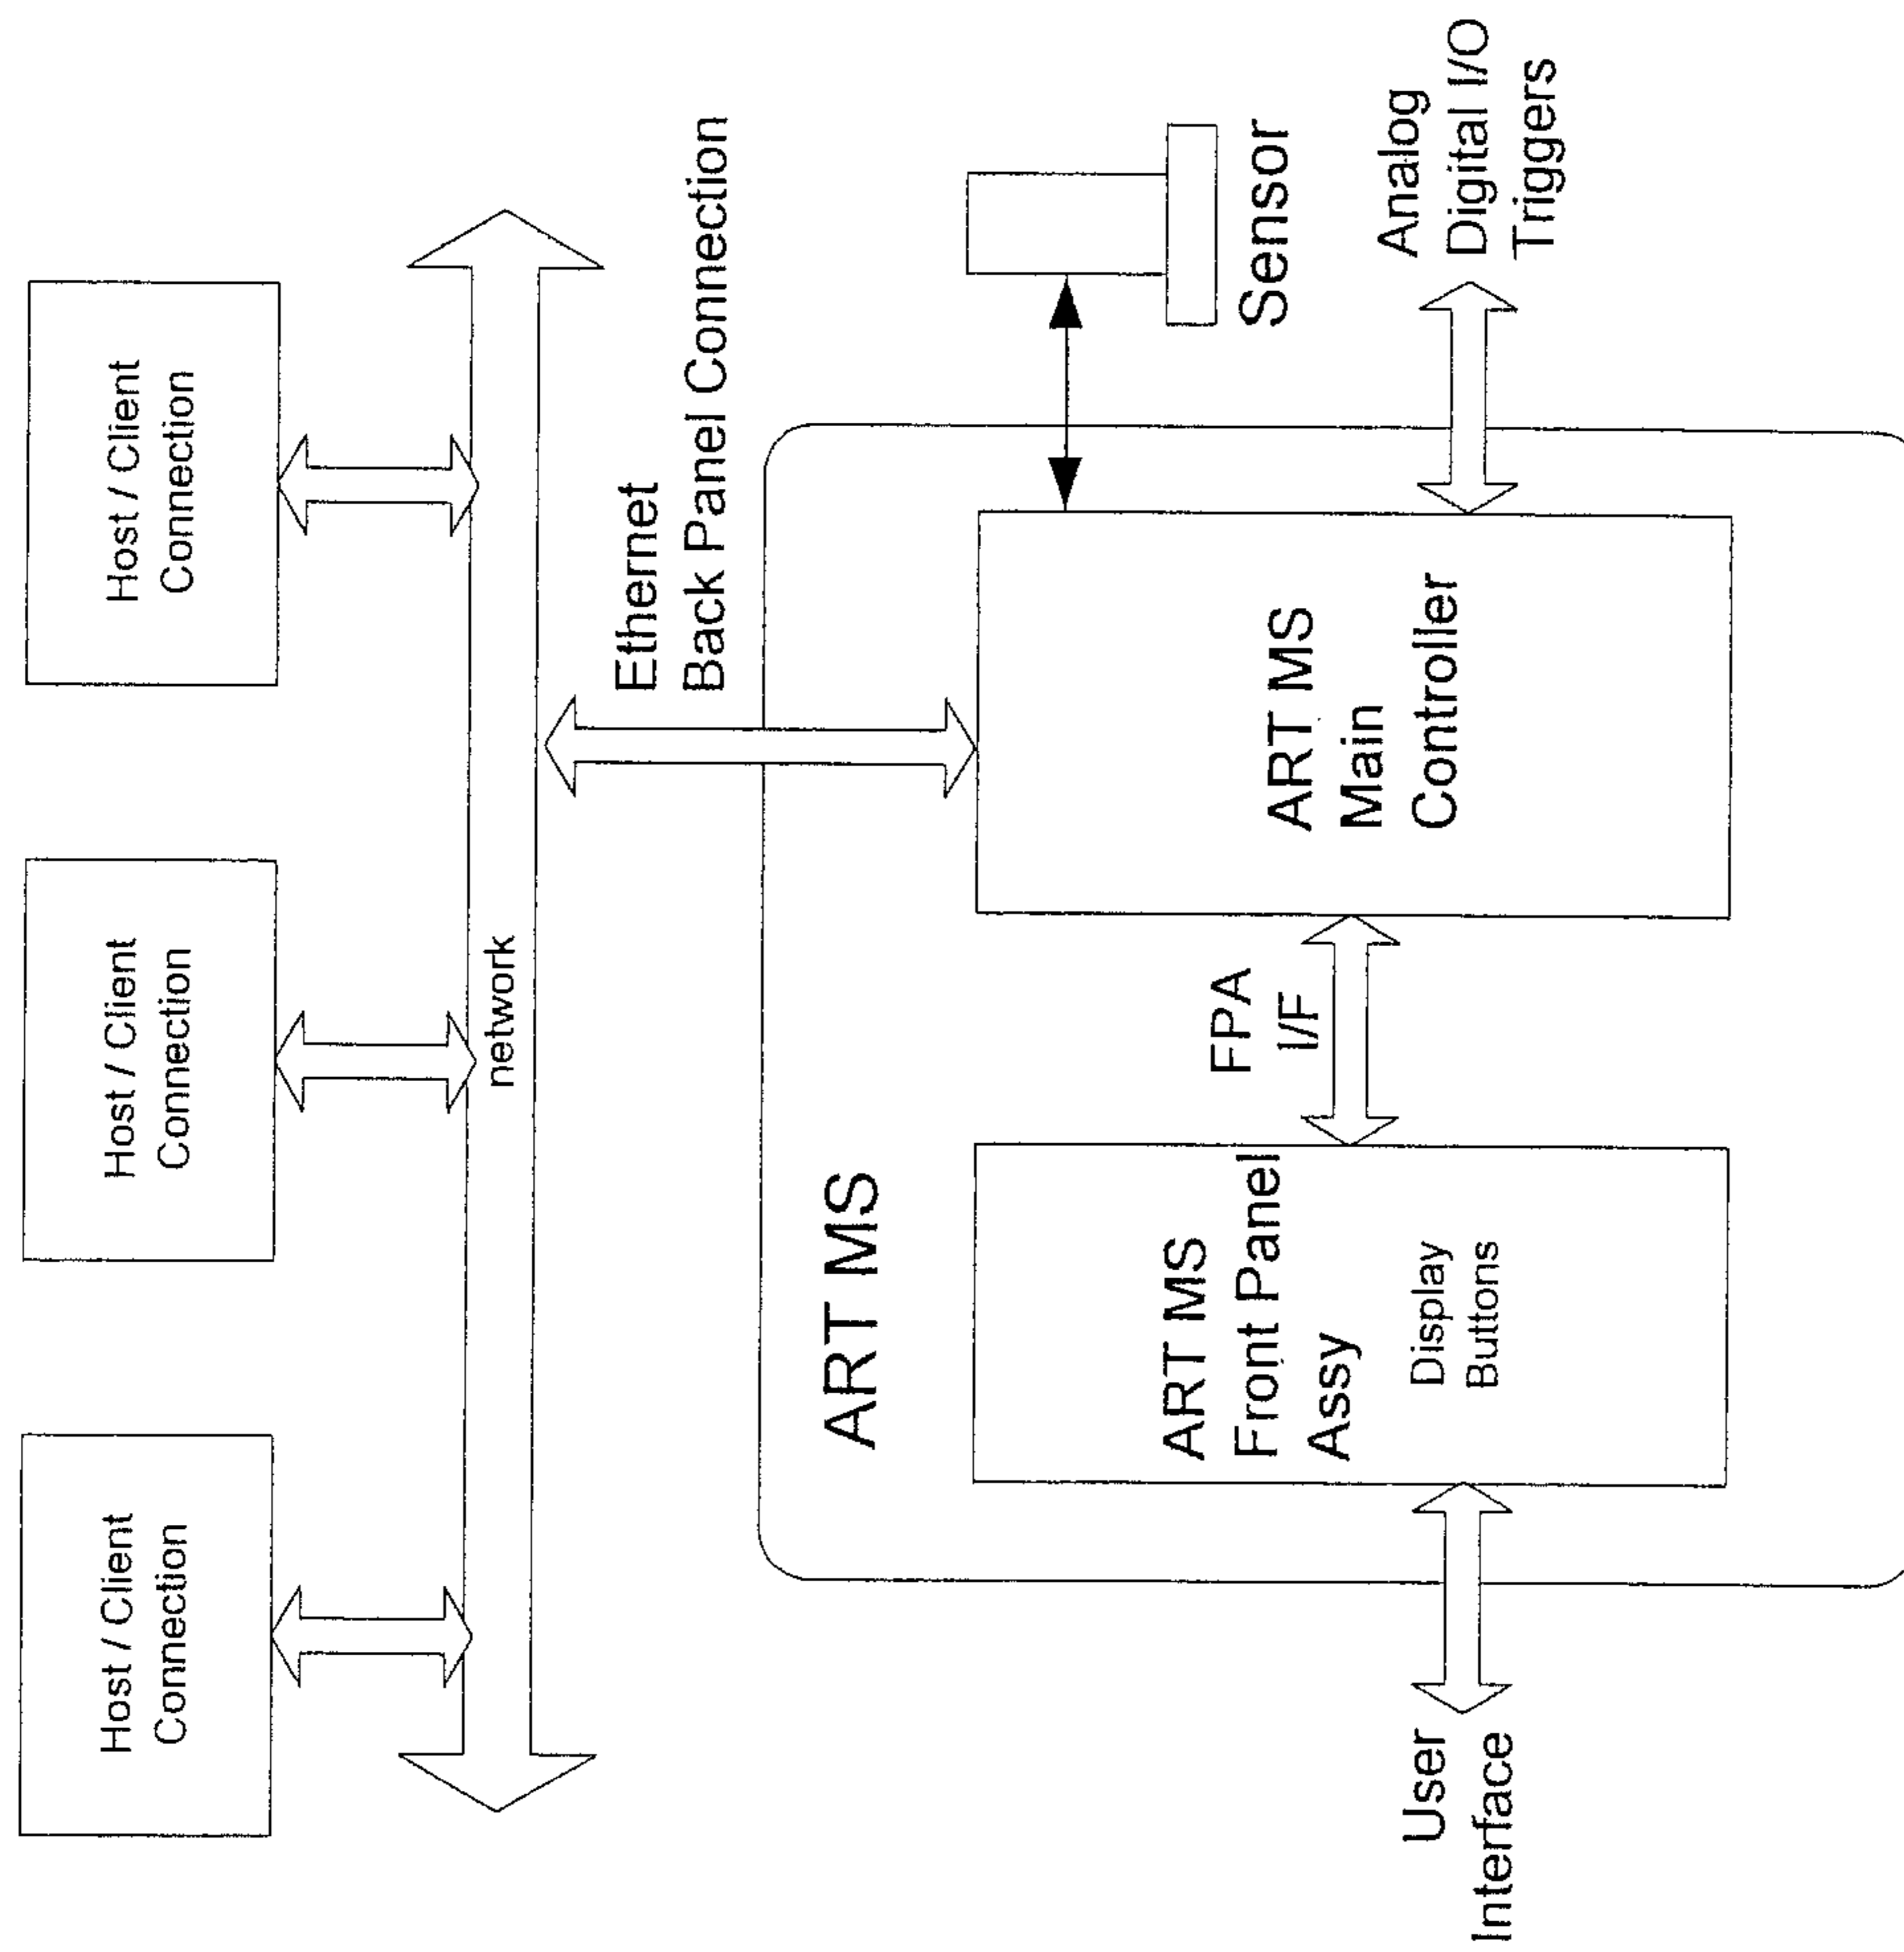 Host / Client
Connection
Host / Client
Connection
Host / Client
Connection
network
Ethernet
Back Panel Connection
ART MS
ART MS
Front Panel
Assy
Display
Buttons
FPA
I/F
ART MS
Main
Controller
Sensor
User
Interface
Analog
Digital I/O
Triggers